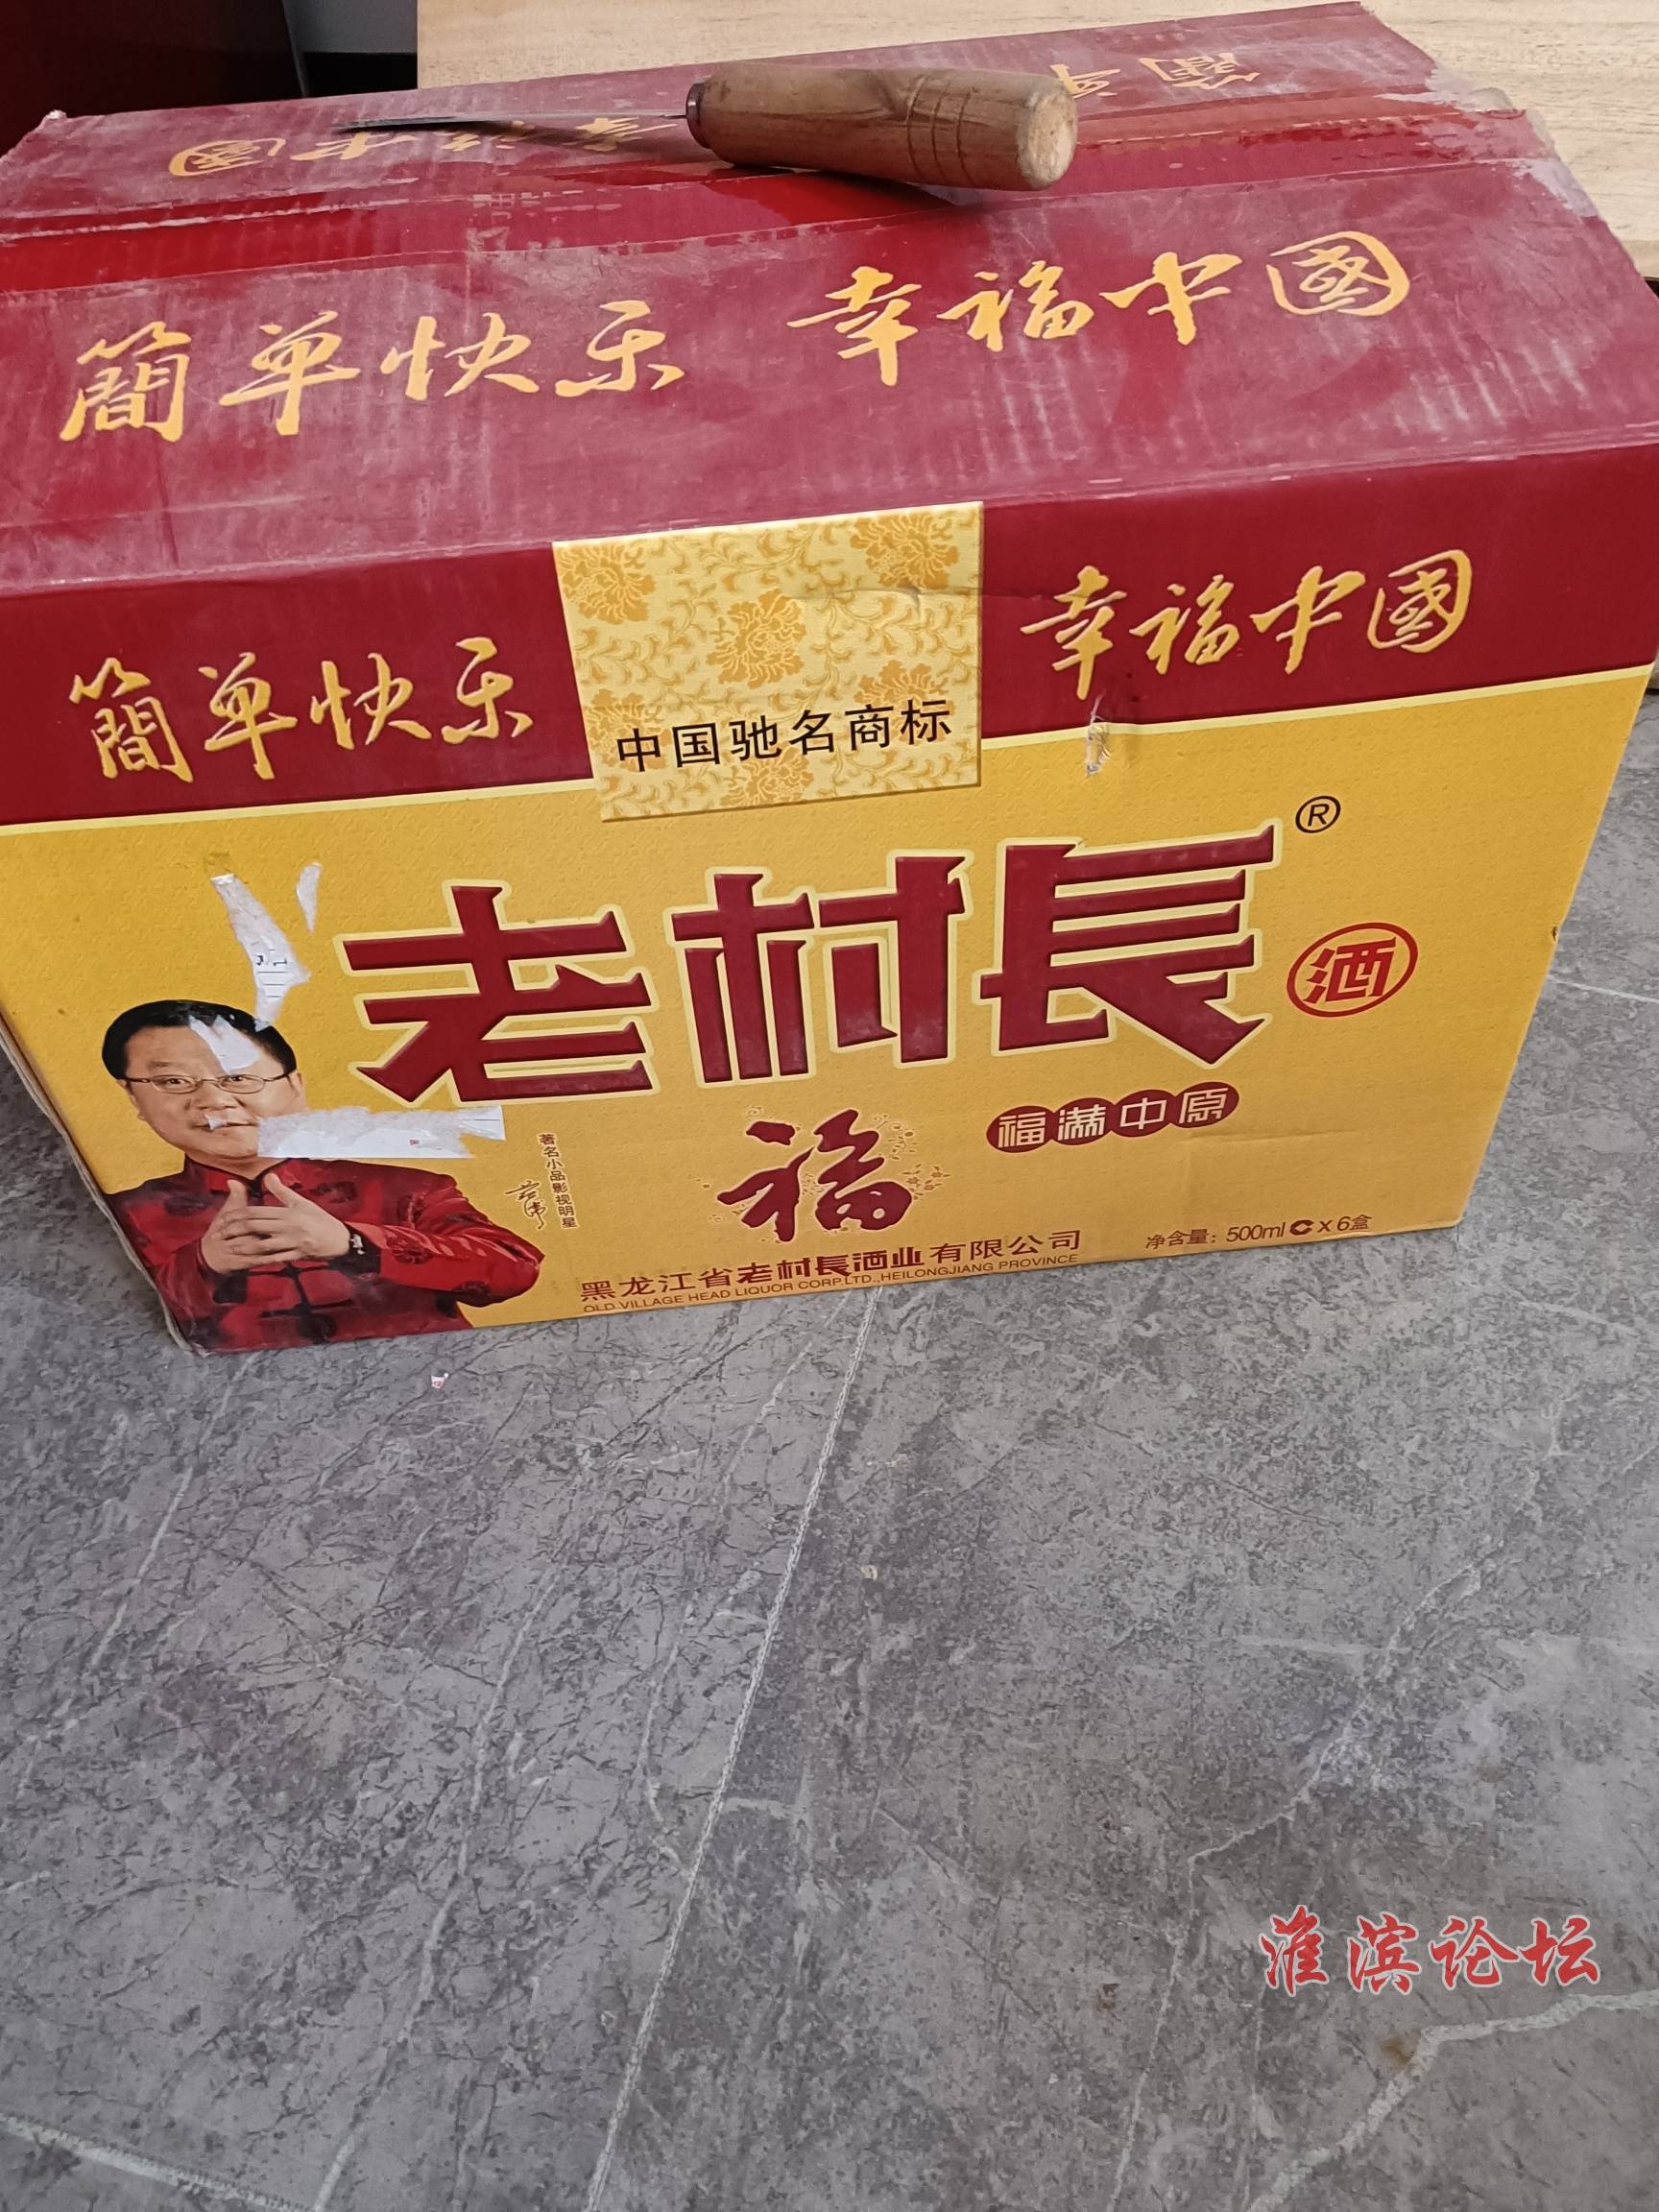 簡单快乐 幸福中國
簡单快乐
中国驰名商标
幸福中國
老村長®
酒
福
福满中原
著名小品影视明星
黑龙江省老村長酒业有限公司
OLD VILLAGE HEAD LIQUOR CORP.LTD.,HEILONGJIANG PROVINCE
净含量: 500ml x 6盒
淮滨论坛